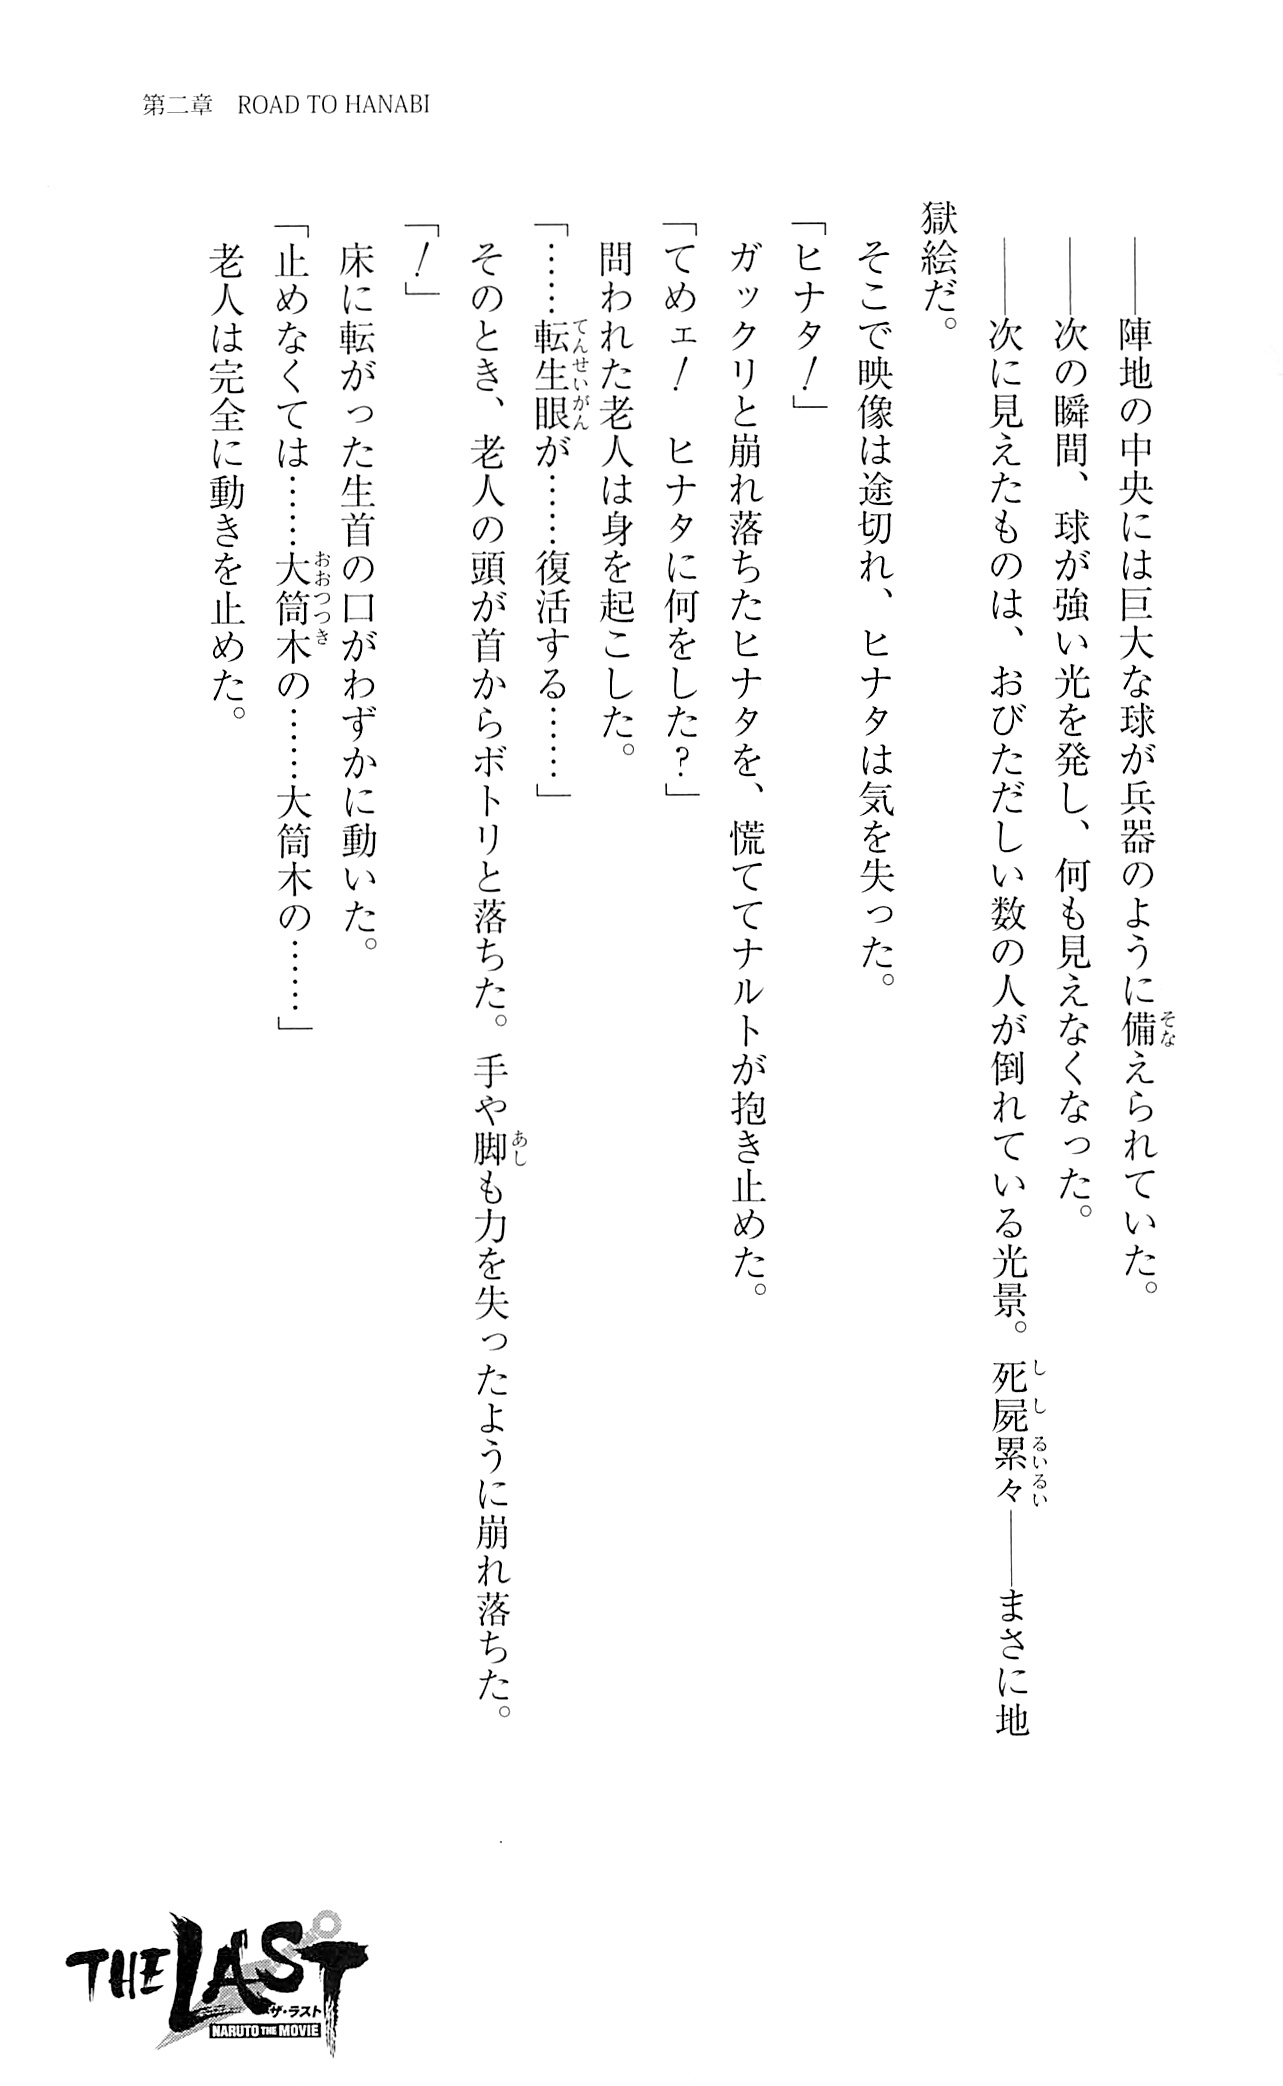 第二章　ROAD TO HANABI
――陣地の中央には巨大な球が兵器のように備えられていた。
――次の瞬間、球が強い光を発し、何も見えなくなった。
――次に見えたものは、おびただしい数の人が倒れている光景。死屍累々――まさに地
獄絵だ。
そこで映像は途切れ、ヒナタは気を失った。
「ヒナタ！」
ガックリと崩れ落ちたヒナタを、慌ててナルトが抱き止めた。
「てめェ！　ヒナタに何をした？」
問われた老人は身を起こした。
「……転生眼が……復活する……」
そのとき、老人の頭が首からボトリと落ちた。手や脚も力を失ったように崩れ落ちた。
「！」
床に転がった生首の口がわずかに動いた。
「止めなくては……大筒木の……大筒木の……」
老人は完全に動きを止めた。
THE LAST
ザ・ラスト
NARUTO THE MOVIE